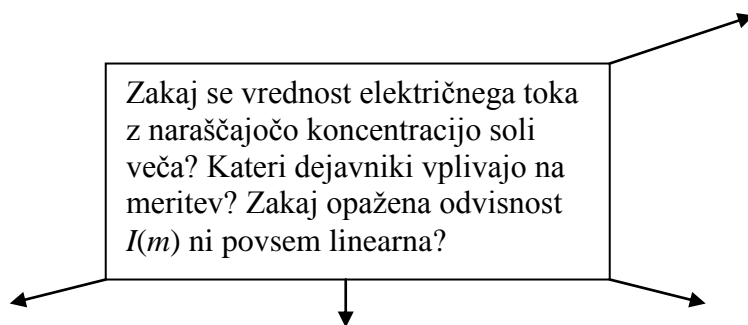 Zakaj se vrednost električnega toka
z naraščajočo koncentracijo soli
veča? Kateri dejavniki vplivajo na
meritev? Zakaj opažena odvisnost
I(m) ni povsem linearna?